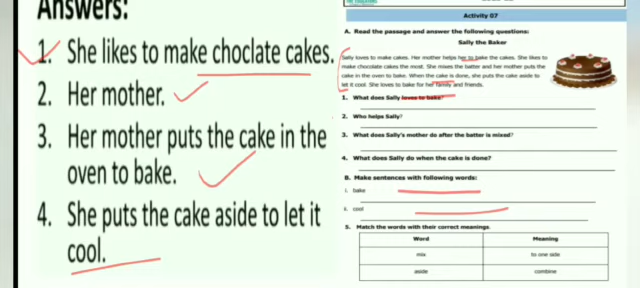 Answers:
1. She likes to make choclate cakes.
2. Her mother.
3. Her mother puts the cake in the
oven to bake.
4. She puts the cake aside to let it
cool.
Activity 07
A. Read the passage and answer the following questions:
Sally the Baker
Sally loves to make cakes. Her mother helps her to bake the cakes. She likes to
make chocolate cakes the most. She mixes the batter and her mother puts the
cake in the oven to bake. When the cake is done, she puts the cake aside to
let it cool. She loves to bake for her family and friends.
1. What does Sally loves to bake?
2. Who helps Sally?
3. What does Sally's mother do after the batter is mixed?
4. What does Sally do when the cake is done?
B. Make sentences with following words:
i. bake
ii. cool
5. Match the words with their correct meanings.
Word Meaning
mix to one side
aside combine